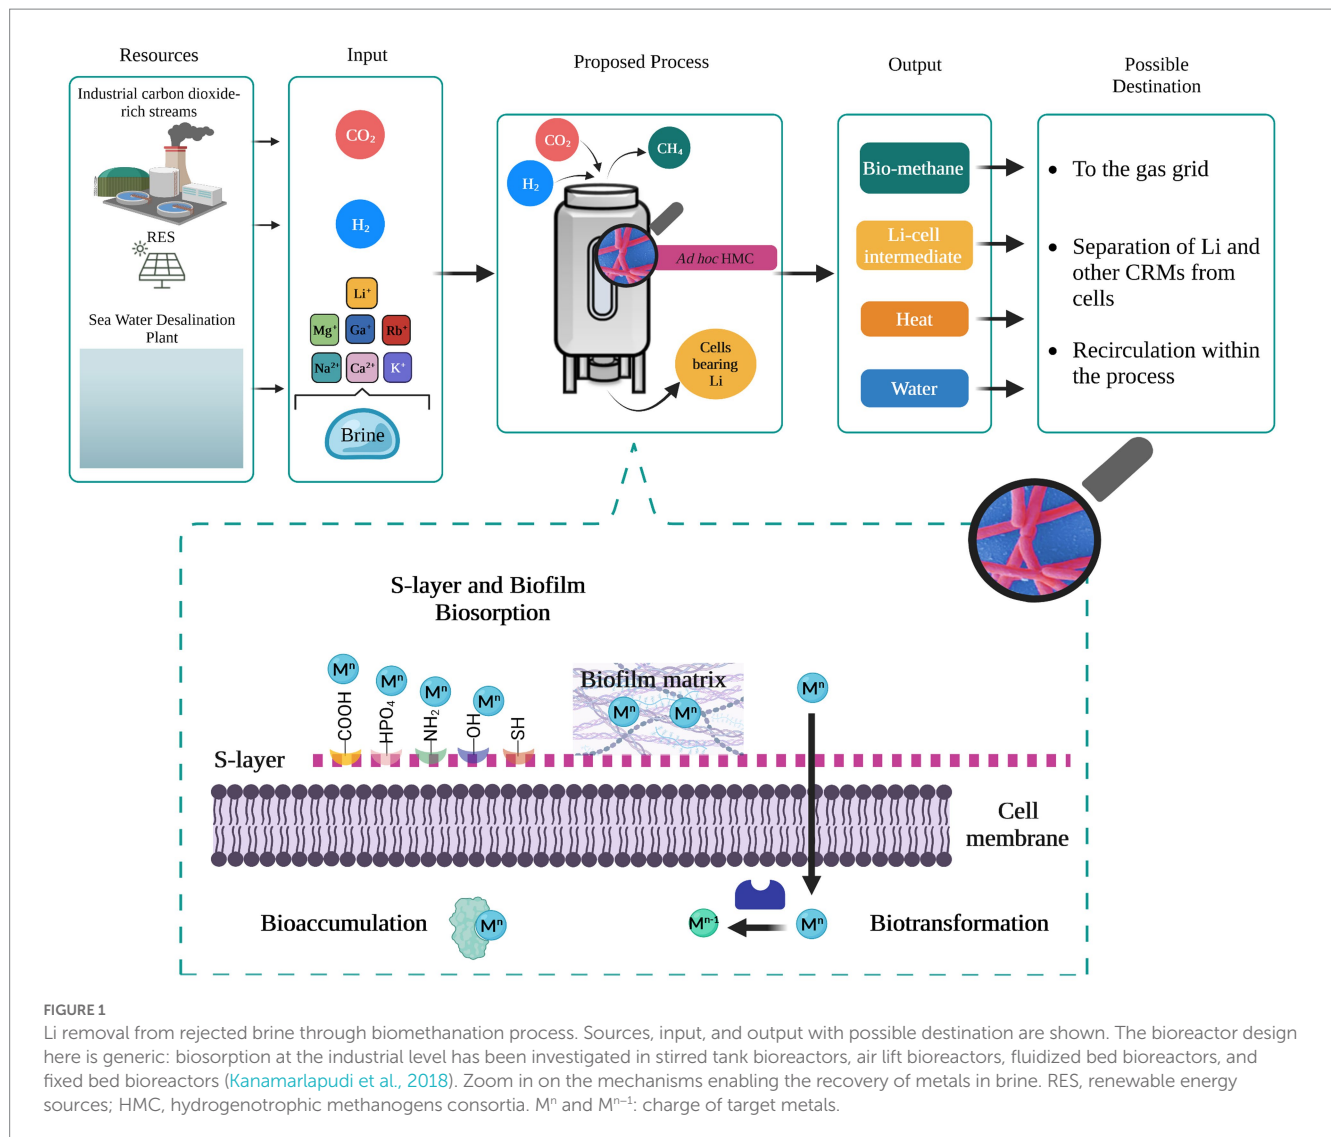 Resources
Input
Proposed Process
Output
Possible
Destination
Industrial carbon dioxide-
rich streams
RES
Sea Water Desalination
Plant
CO₂
H₂
Li⁺
Mg⁺
Ga⁺
Rb⁺
Na²⁺
Ca²⁺
K⁺
Brine
CO₂
H₂
CH₄
Ad hoc HMC
Cells
bearing
Li
Bio-methane
Li-cell
intermediate
Heat
Water
• To the gas grid
• Separation of Li and
other CRMs from
cells
• Recirculation within
the process
S-layer and Biofilm
Biosorption
Mⁿ
Mⁿ
Mⁿ
Mⁿ
COOH
HPO₄
NH₂
OH
SH
Biofilm matrix
Mⁿ
Mⁿ
Mⁿ
S-layer
Cell
membrane
Bioaccumulation
Mⁿ
Mⁿ⁻¹
Mⁿ
Biotransformation
FIGURE 1
Li removal from rejected brine through biomethanation process. Sources, input, and output with possible destination are shown. The bioreactor design
here is generic: biosorption at the industrial level has been investigated in stirred tank bioreactors, air lift bioreactors, fluidized bed bioreactors, and
fixed bed bioreactors (Kanamarlapudi et al., 2018). Zoom in on the mechanisms enabling the recovery of metals in brine. RES, renewable energy
sources; HMC, hydrogenotrophic methanogens consortia. Mⁿ and Mⁿ⁻¹: charge of target metals.